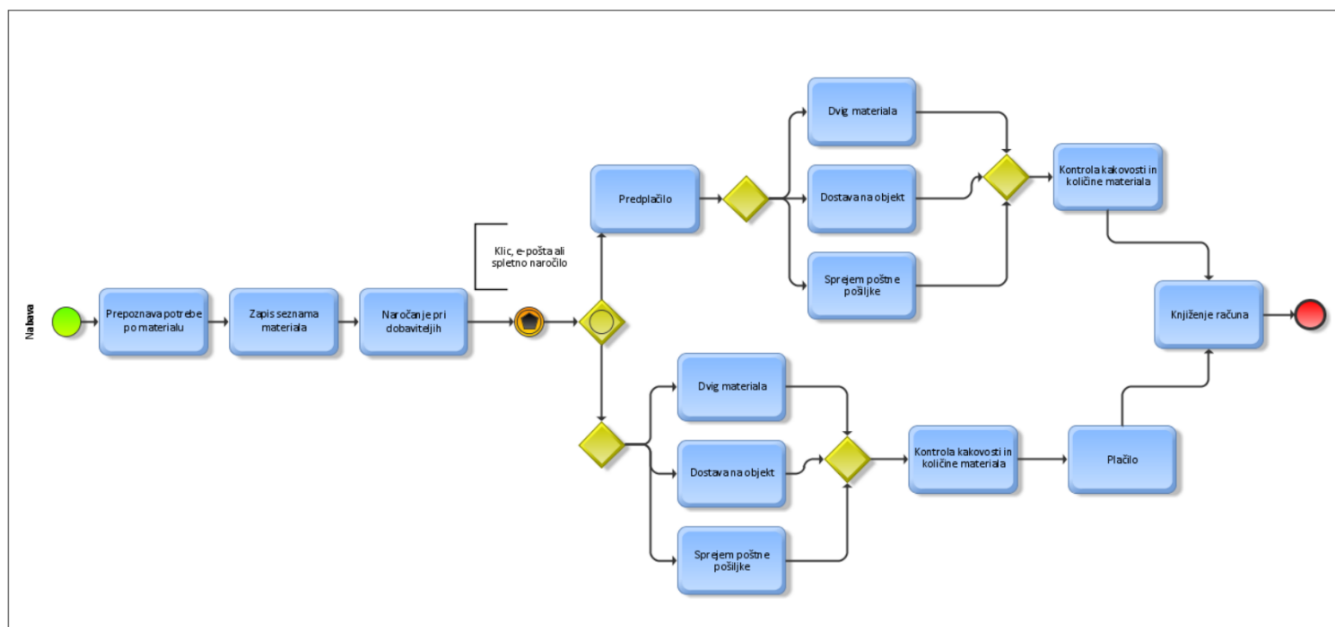 Nabava
Prepoznava potrebe
po materialu
Zapis seznama
materiala
Naročanje pri
dobaviteljih
Klic, e-pošta ali
spletno naročilo
Predplačilo
Dvig materiala
Dostava na objekt
Sprejem poštne
pošiljke
Kontrola kakovosti in
količine materiala
Dvig materiala
Dostava na objekt
Sprejem poštne
pošiljke
Kontrola kakovosti in
količine materiala
Plačilo
Knjiženje računa